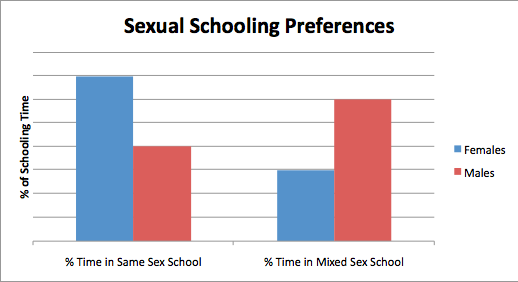 Sexual Schooling Preferences
% of Schooling Time
Females
Males
% Time in Same Sex School
% Time in Mixed Sex School